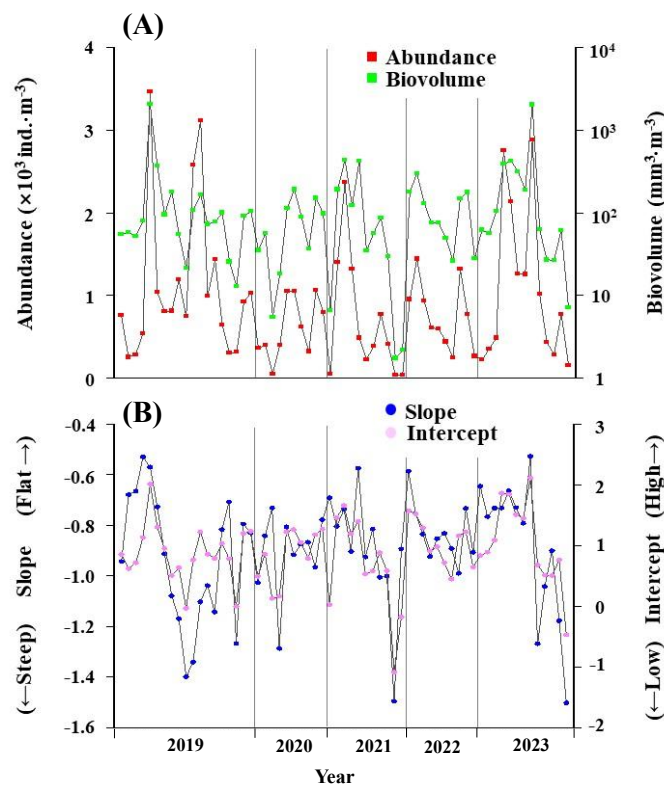 (A)
Abundance
Biovolume
Abundance (×10³ ind.·m⁻³)
4
3
2
1
0
10⁴
10³
10²
10
1
Biovolume (mm³·m⁻³)
(B)
Slope
Intercept
(←Steep) Slope (Flat →)
-0.4
-0.6
-0.8
-1.0
-1.2
-1.4
-1.6
3
2
1
0
-1
-2
(←Low) Intercept (High→)
2019 2020 2021 2022 2023
Year